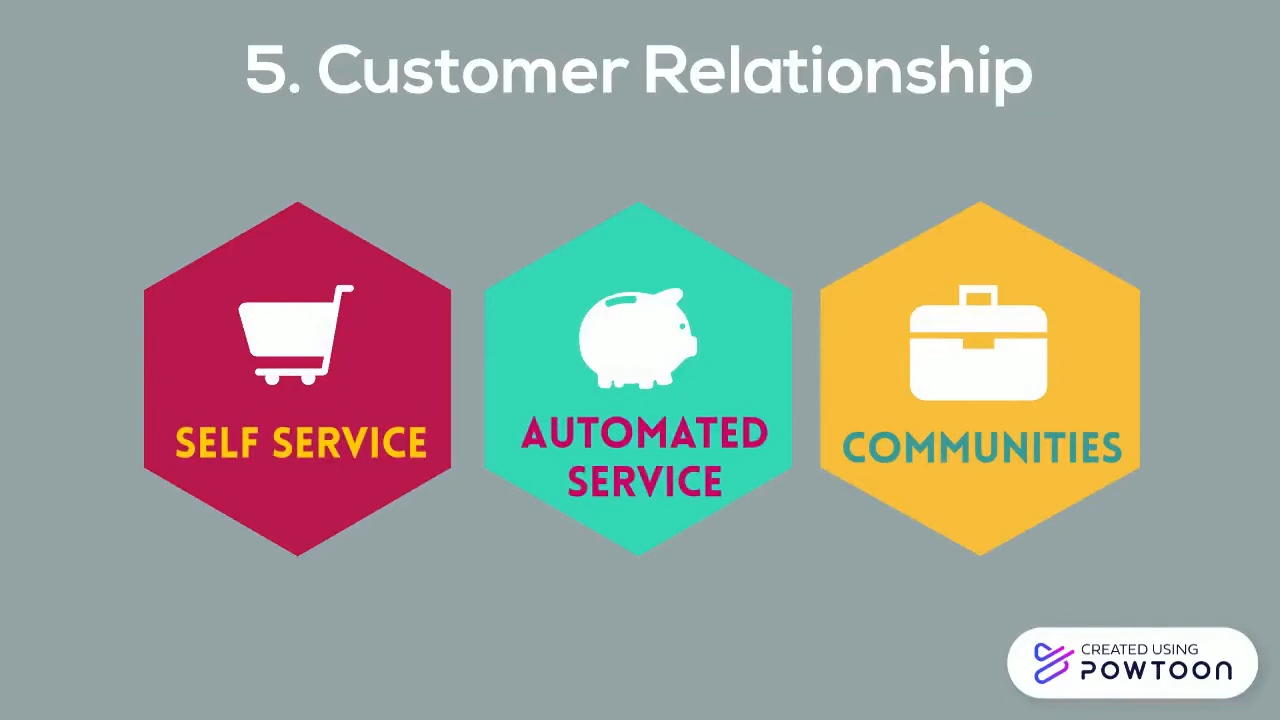 5. Customer Relationship
SELF SERVICE
AUTOMATED
SERVICE
COMMUNITIES
CREATED USING
POWTOON